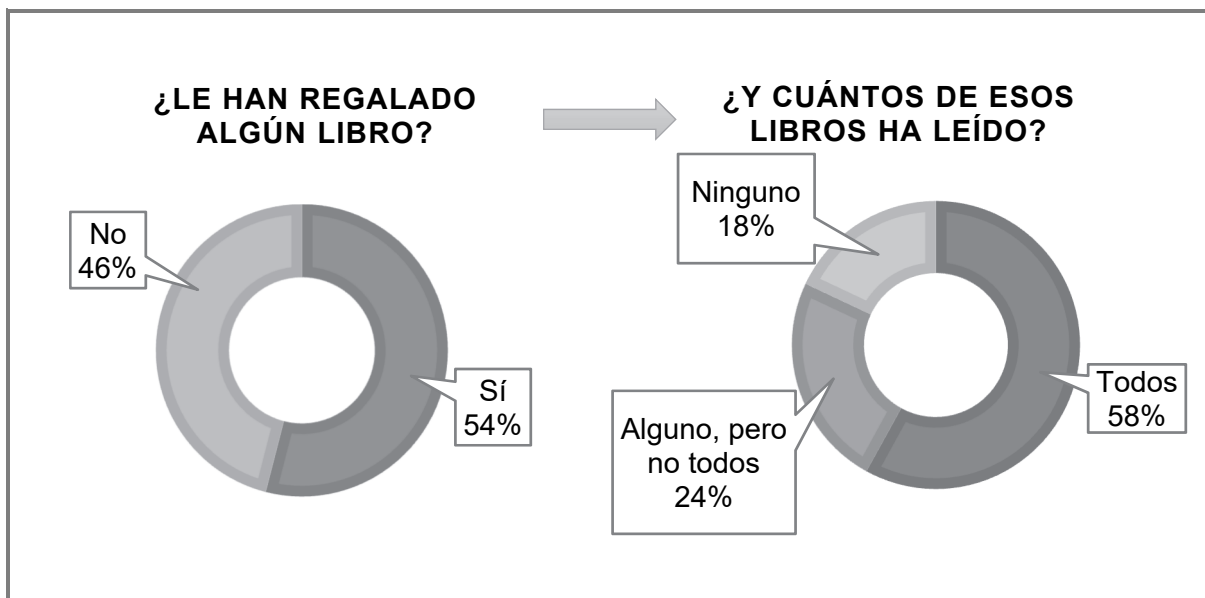 ¿LE HAN REGALADO
ALGÚN LIBRO?
No
46%
Sí
54%
¿Y CUÁNTOS DE ESOS
LIBROS HA LEÍDO?
Ninguno
18%
Todos
58%
Alguno, pero
no todos
24%